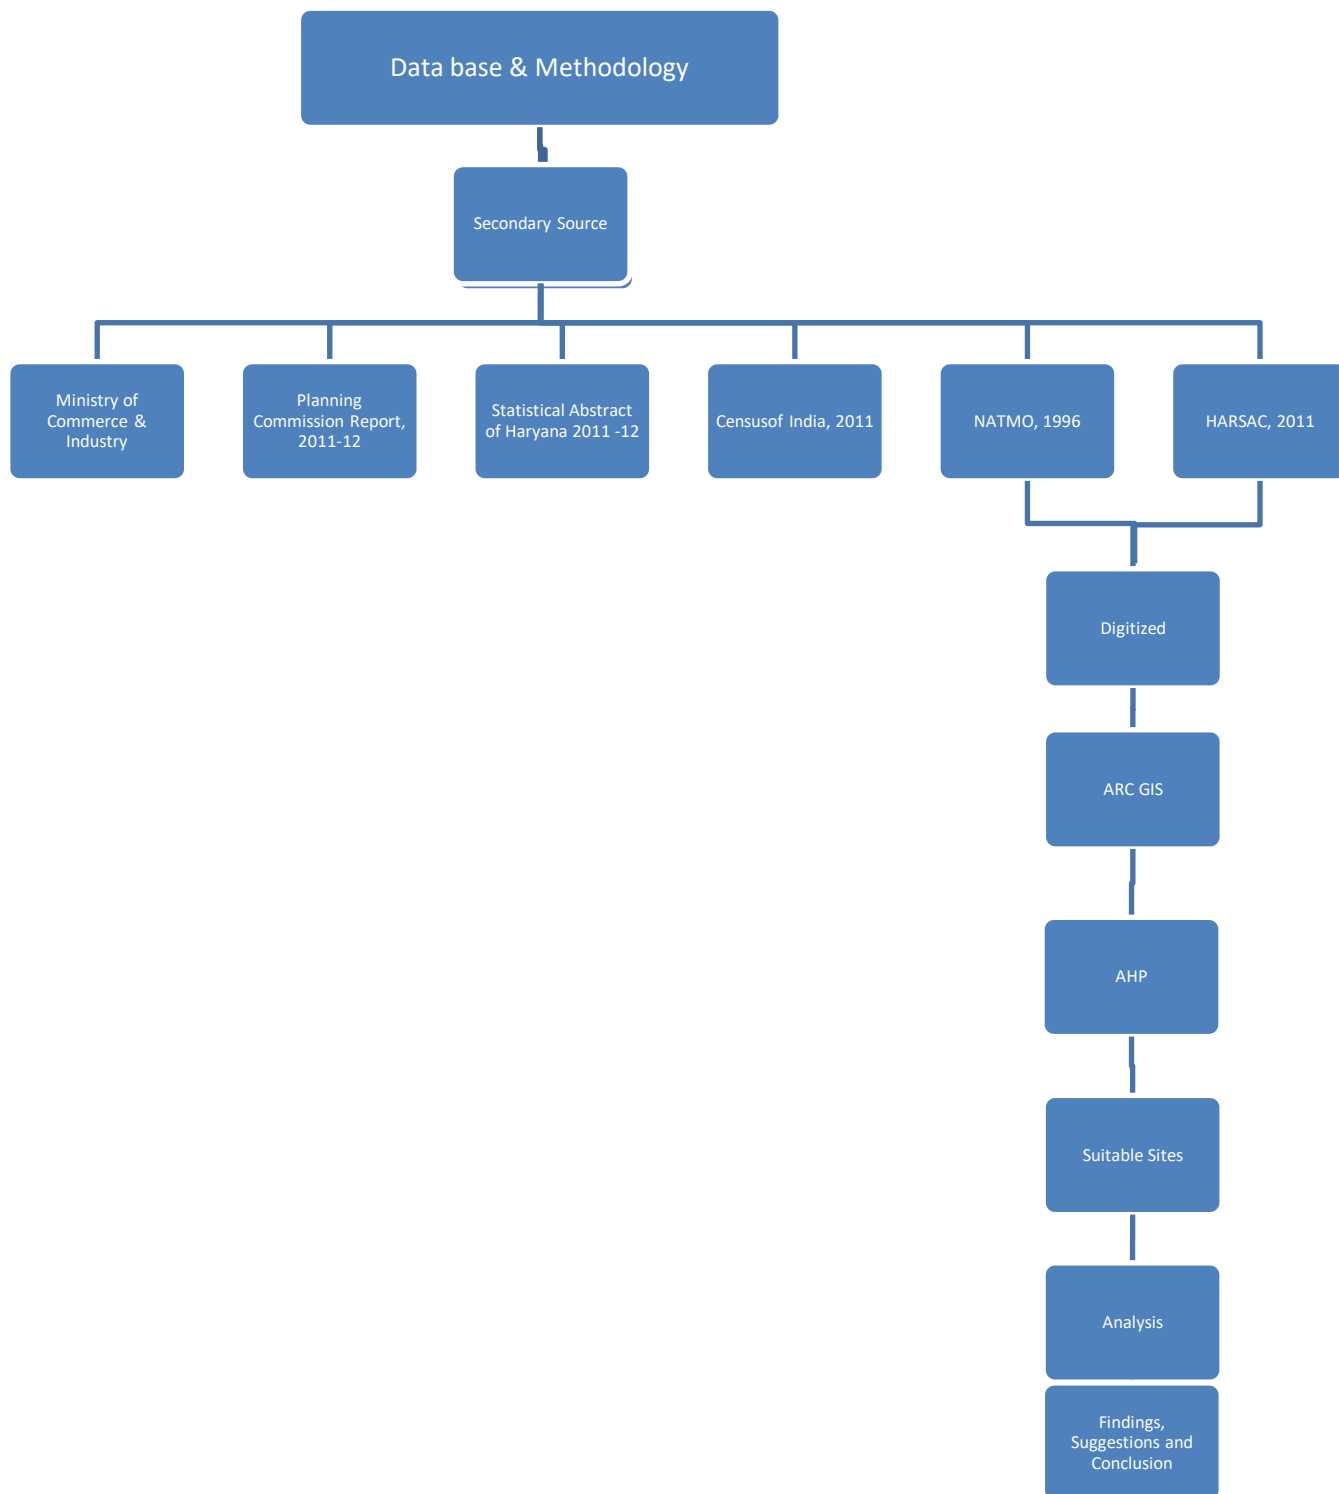 Data base & Methodology
Secondary Source
Ministry of
Commerce &
Industry
Planning
Commission Report,
2011-12
Statistical Abstract
of Haryana 2011 -12
Censusof India, 2011
NATMO, 1996
HARSAC, 2011
Digitized
ARC GIS
AHP
Suitable Sites
Analysis
Findings,
Suggestions and
Conclusion